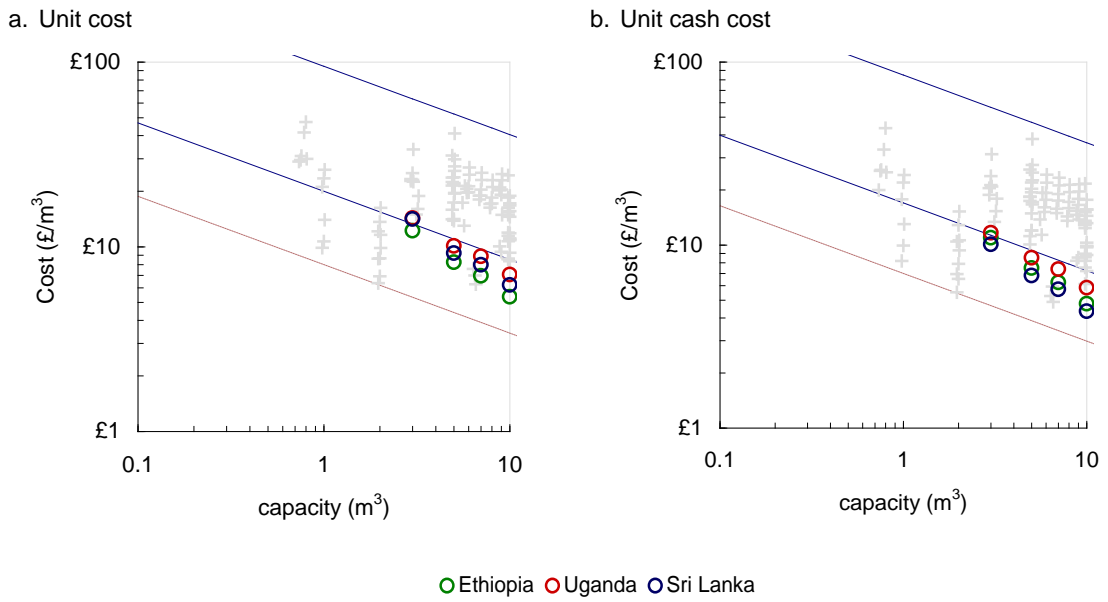 a. Unit cost
b. Unit cash cost
£100
£10
£1
Cost (£/m³)
0.1
1
10
capacity (m³)
£100
£10
£1
Cost (£/m³)
0.1
1
10
capacity (m³)
Ethiopia Uganda Sri Lanka